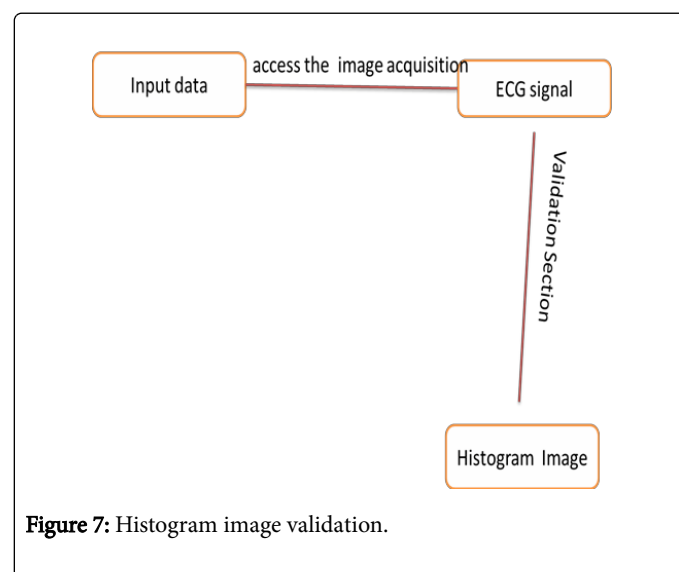 Input data
access the image acquisition
ECG signal
Validation Section
Histogram Image
Figure 7: Histogram image validation.